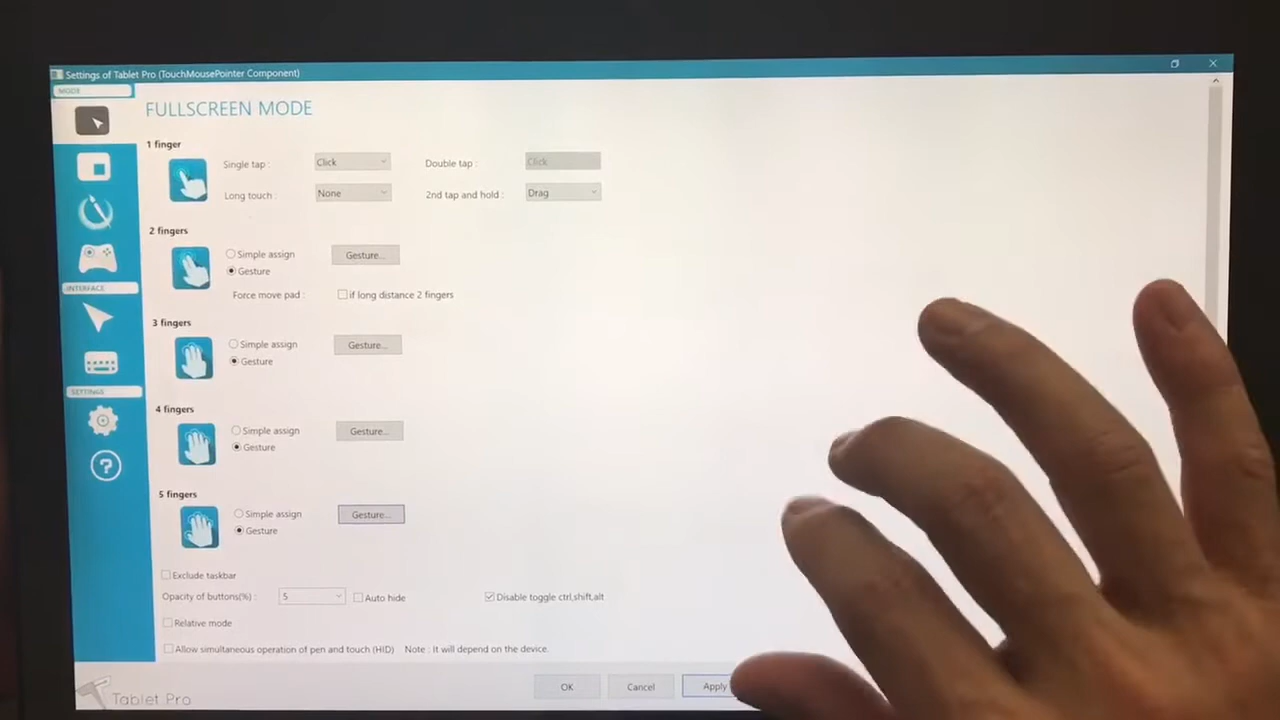 Settings of Tablet Pro (TouchMousePointer Component)
MODE
FULLSCREEN MODE
1 finger
Single tap : Click Double tap : Click
Long touch : None 2nd tap and hold : Drag
2 fingers
Simple assign Gesture...
Gesture
Force move pad : if long distance 2 fingers
INTERFACE
3 fingers
Simple assign Gesture...
Gesture
SETTINGS
4 fingers
Simple assign Gesture...
Gesture
5 fingers
Simple assign Gesture...
Gesture
Exclude taskbar
Opacity of buttons(%) : 5 Auto hide Disable toggle ctrl,shift,alt
Relative mode
Allow simultaneous operation of pen and touch (HID) Note : It will depend on the device.
OK Cancel Apply
Tablet Pro